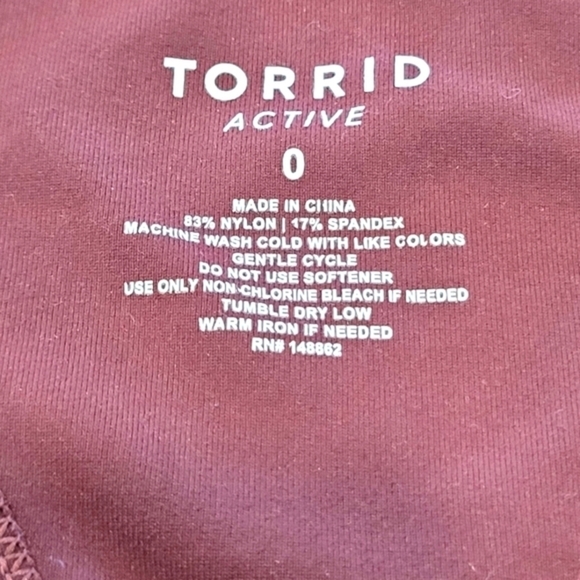 TORRID
ACTIVE
0
MADE IN CHINA
83% NYLON | 17% SPANDEX
MACHINE WASH COLD WITH LIKE COLORS
GENTLE CYCLE
DO NOT USE SOFTENER
USE ONLY NON-CHLORINE BLEACH IF NEEDED
TUMBLE DRY LOW
WARM IRON IF NEEDED
RN# 148862